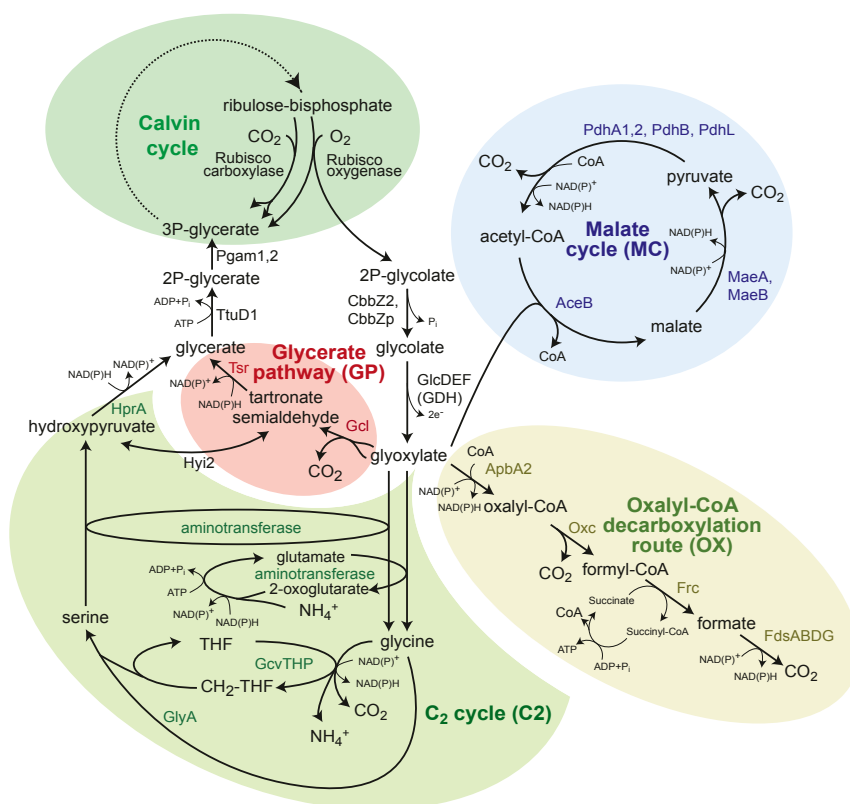 Calvin
cycle
ribulose-bisphosphate
CO₂
O₂
Rubisco
carboxylase
Rubisco
oxygenase
3P-glycerate
Pgam1,2
2P-glycerate
ADP+Pᵢ
ATP
TtuD1
glycerate
2P-glycolate
CbbZ2,
CbbZp
Pᵢ
glycolate
GlcDEF
(GDH)
2e⁻
glyoxylate
Glycerate
pathway (GP)
Tsr
NAD(P)⁺
NAD(P)H
tartronate
semialdehyde
Gcl
CO₂
NAD(P)H
NAD(P)⁺
HprA
hydroxypyruvate
Hyi2
PdhA1,2, PdhB, PdhL
CO₂
CoA
NAD(P)⁺
NAD(P)H
pyruvate
CO₂
acetyl-CoA
Malate
cycle (MC)
NAD(P)H
NAD(P)⁺
MaeA,
MaeB
AceB
malate
CoA
CoA
ApbA2
NAD(P)⁺
NAD(P)H
oxalyl-CoA
Oxalyl-CoA
decarboxylation
route (OX)
Oxc
CO₂
formyl-CoA
Frc
Succinate
CoA
Succinyl-CoA
ATP
ADP+Pᵢ
formate
FdsABDG
NAD(P)⁺
NAD(P)H
CO₂
aminotransferase
glutamate
ADP+Pᵢ
aminotransferase
ATP
2-oxoglutarate
NAD(P)⁺
NAD(P)H
NH₄⁺
serine
glycine
THF
GcvTHP
NAD(P)⁺
NAD(P)H
CH₂-THF
CO₂
GlyA
NH₄⁺
C₂ cycle (C2)